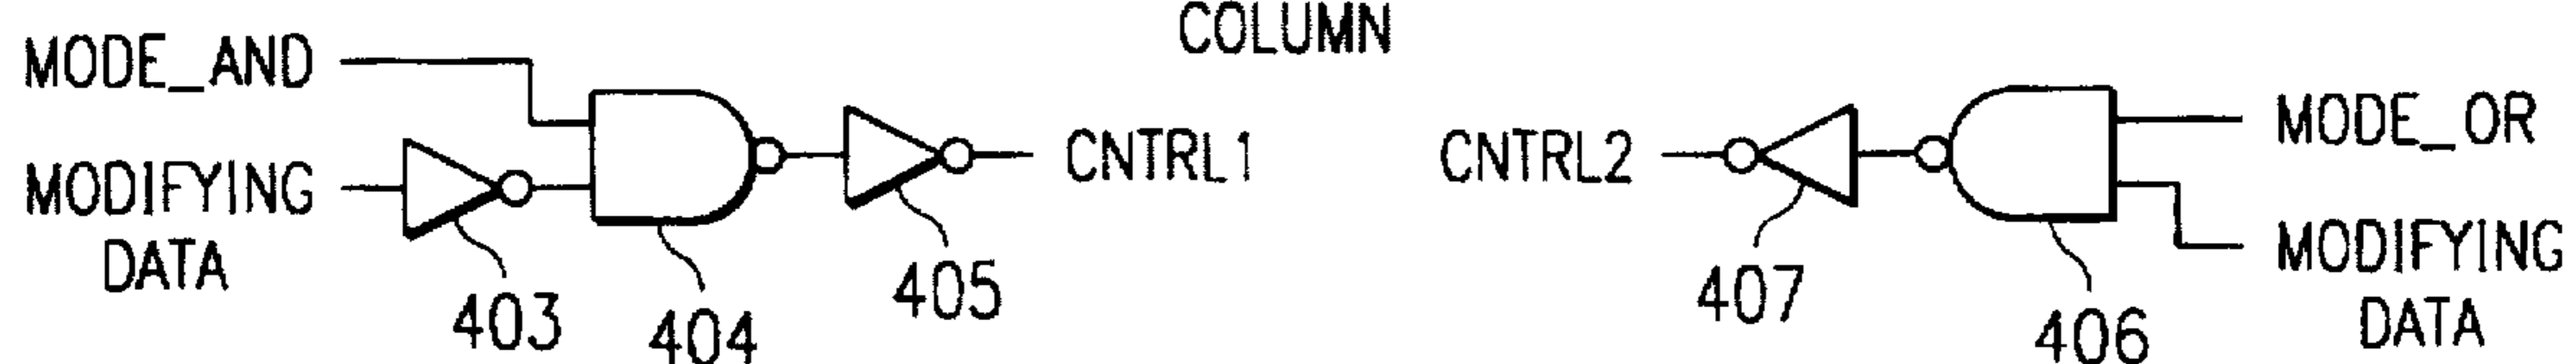 COLUMN
MODE_AND
MODIFYING
DATA
403
404
405
CNTRL1
CNTRL2
407
406
MODE_OR
MODIFYING
DATA